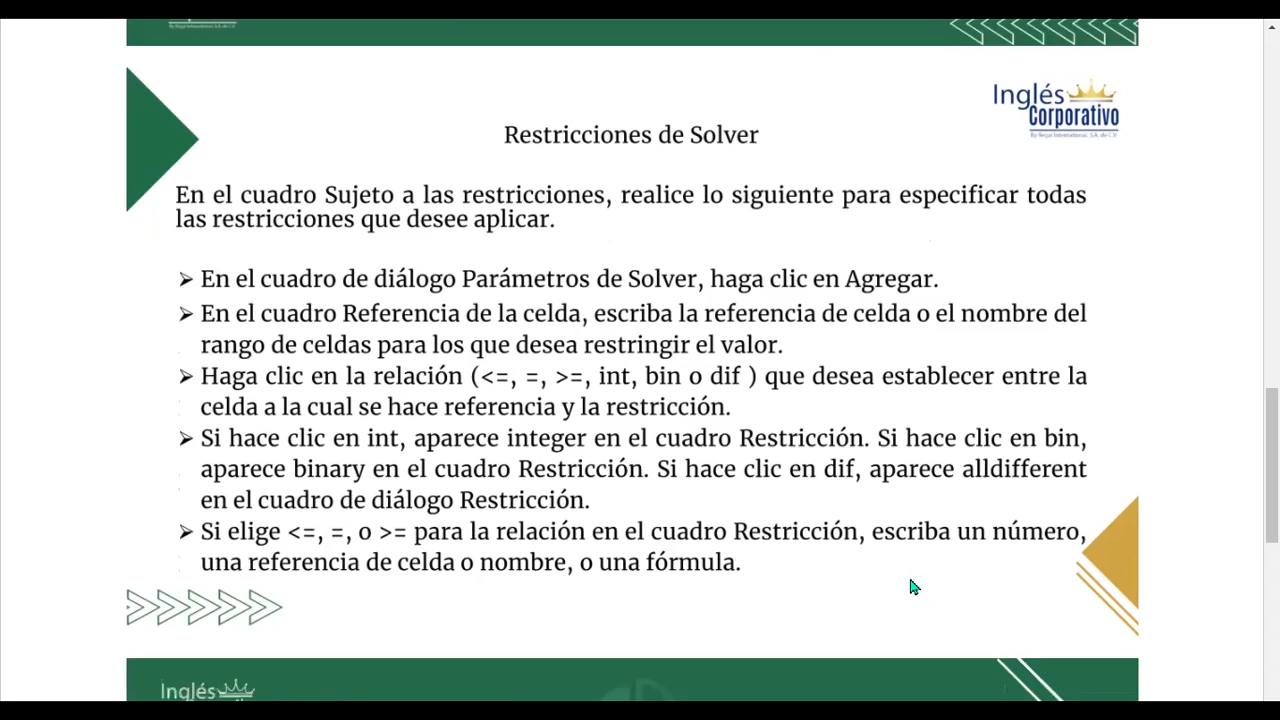 Inglés
Corporativo
By Regal International, S.A. de C.V.
Restricciones de Solver
En el cuadro Sujeto a las restricciones, realice lo siguiente para especificar todas
las restricciones que desee aplicar.
➢ En el cuadro de diálogo Parámetros de Solver, haga clic en Agregar.
➢ En el cuadro Referencia de la celda, escriba la referencia de celda o el nombre del
rango de celdas para los que desea restringir el valor.
➢ Haga clic en la relación (<=, =, >=, int, bin o dif ) que desea establecer entre la
celda a la cual se hace referencia y la restricción.
➢ Si hace clic en int, aparece integer en el cuadro Restricción. Si hace clic en bin,
aparece binary en el cuadro Restricción. Si hace clic en dif, aparece alldifferent
en el cuadro de diálogo Restricción.
➢ Si elige <=, =, o >= para la relación en el cuadro Restricción, escriba un número,
una referencia de celda o nombre, o una fórmula.
Inglés